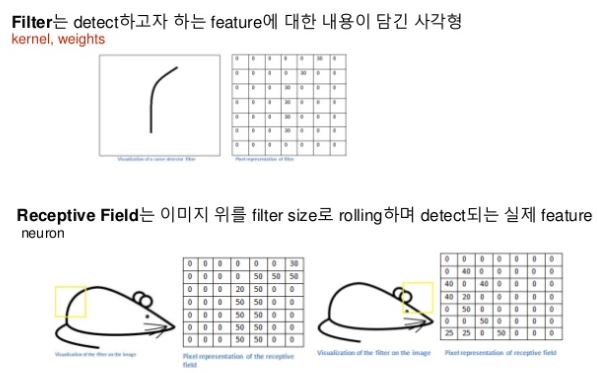 Filter는 detect하고자 하는 feature에 대한 내용이 담긴 사각형
kernel, weights
0 0 0 0 0 30 0
0 0 0 0 30 0 0
0 0 0 30 0 0 0
0 0 0 30 0 0 0
0 0 0 30 0 0 0
0 0 0 30 0 0 0
0 0 0 0 0 0 0
Visualization of a curve detector filter
Pixel representation of filter
Receptive Field는 이미지 위를 filter size로 rolling하며 detect되는 실제 feature
neuron
0 0 0 0 0 0 30
0 0 0 0 50 50 50
0 0 0 20 50 0 0
0 0 0 50 50 0 0
0 0 0 50 50 0 0
0 0 0 50 50 0 0
0 0 0 50 50 0 0
Visualization of the filter on the image
Pixel representation of the receptive
field
0 0 0 0 0 0 0
0 40 0 0 0 0 0
40 0 40 0 0 0 0
40 20 0 0 0 0 0
0 50 0 0 0 0 0
0 0 50 0 0 0 0
25 25 0 50 0 0 0
Visualization of the filter on the image
Pixel representation of receptive field